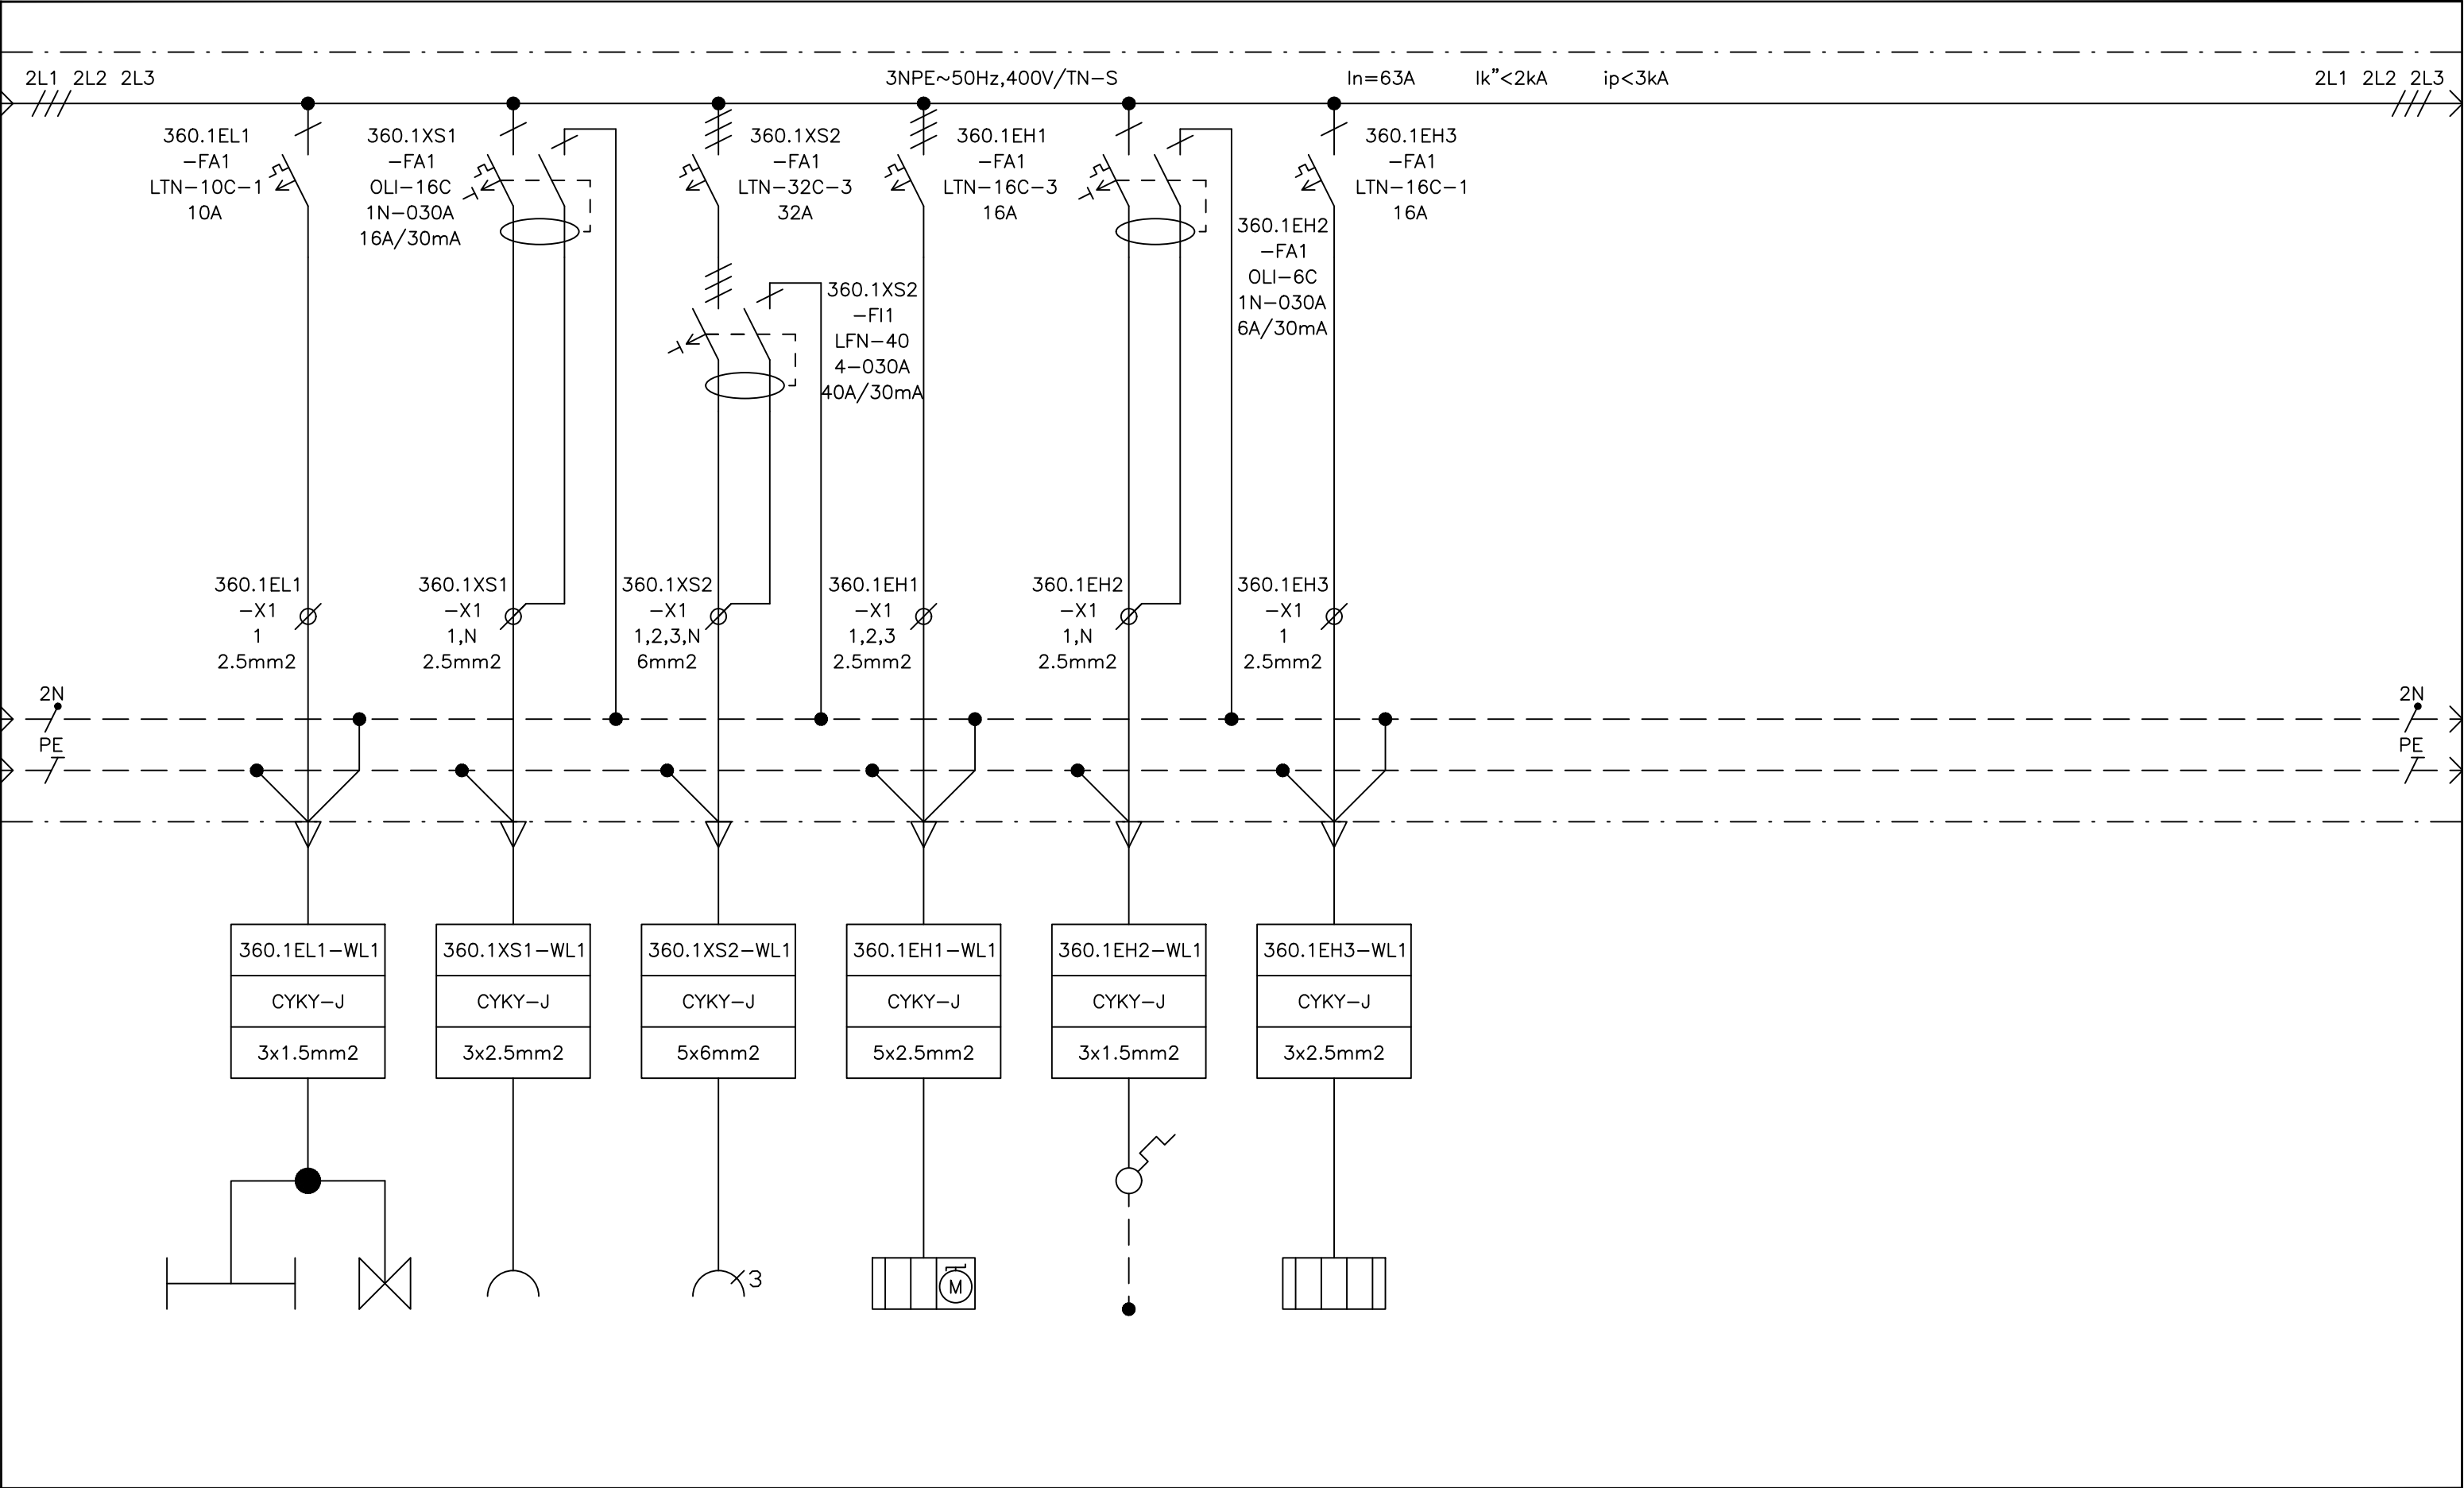 2L1 2L2 2L3
3NPE~50Hz,400V/TN-S
In=63A
Ik"<2kA
ip<3kA
2L1 2L2 2L3
360.1EL1
-FA1
LTN-10C-1
10A
360.1XS1
-FA1
OLI-16C
1N-030A
16A/30mA
360.1XS2
-FA1
LTN-32C-3
32A
360.1EH1
-FA1
LTN-16C-3
16A
360.1EH3
-FA1
LTN-16C-1
16A
360.1EH2
-FA1
OLI-6C
1N-030A
6A/30mA
360.1XS2
-FI1
LFN-40
4-030A
40A/30mA
360.1EL1
-X1
1
2.5mm2
360.1XS1
-X1
1,N
2.5mm2
360.1XS2
-X1
1,2,3,N
6mm2
360.1EH1
-X1
1,2,3
2.5mm2
360.1EH2
-X1
1,N
2.5mm2
360.1EH3
-X1
1
2.5mm2
2N
2N
PE
PE
360.1EL1-WL1
CYKY-J
3x1.5mm2
360.1XS1-WL1
CYKY-J
3x2.5mm2
360.1XS2-WL1
CYKY-J
5x6mm2
360.1EH1-WL1
CYKY-J
5x2.5mm2
360.1EH2-WL1
CYKY-J
3x1.5mm2
360.1EH3-WL1
CYKY-J
3x2.5mm2
3
M